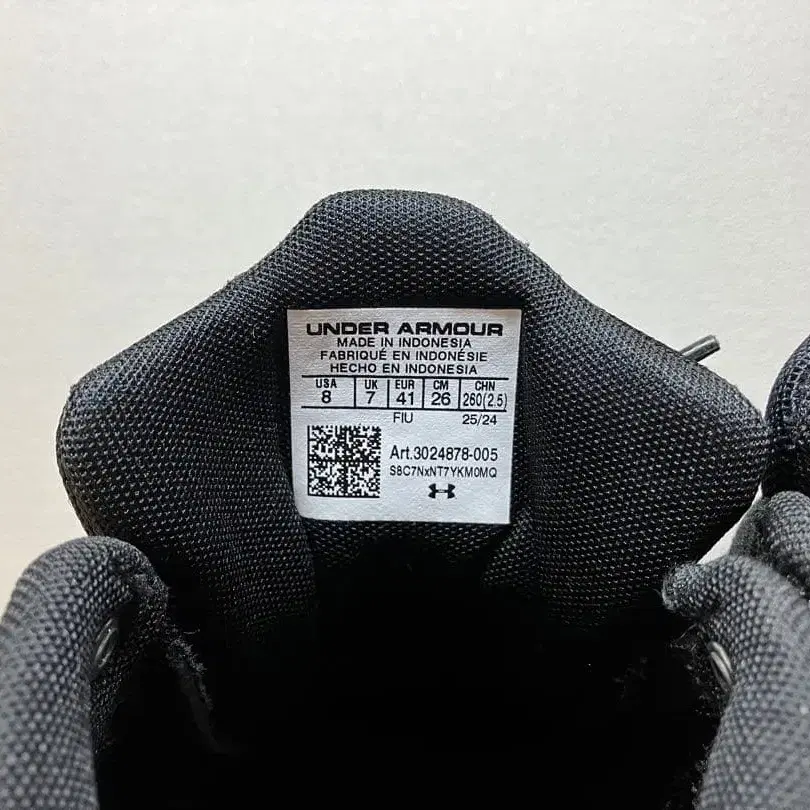 UNDER ARMOUR
MADE IN INDONESIA
FABRIQUÉ EN INDONÉSIE
HECHO EN INDONESIA
USA UK EUR CM CHN
8 7 41 26 260(2.5)
FIU 25/24
Art.3024878-005
S8C7NxNT7YKM0MQ